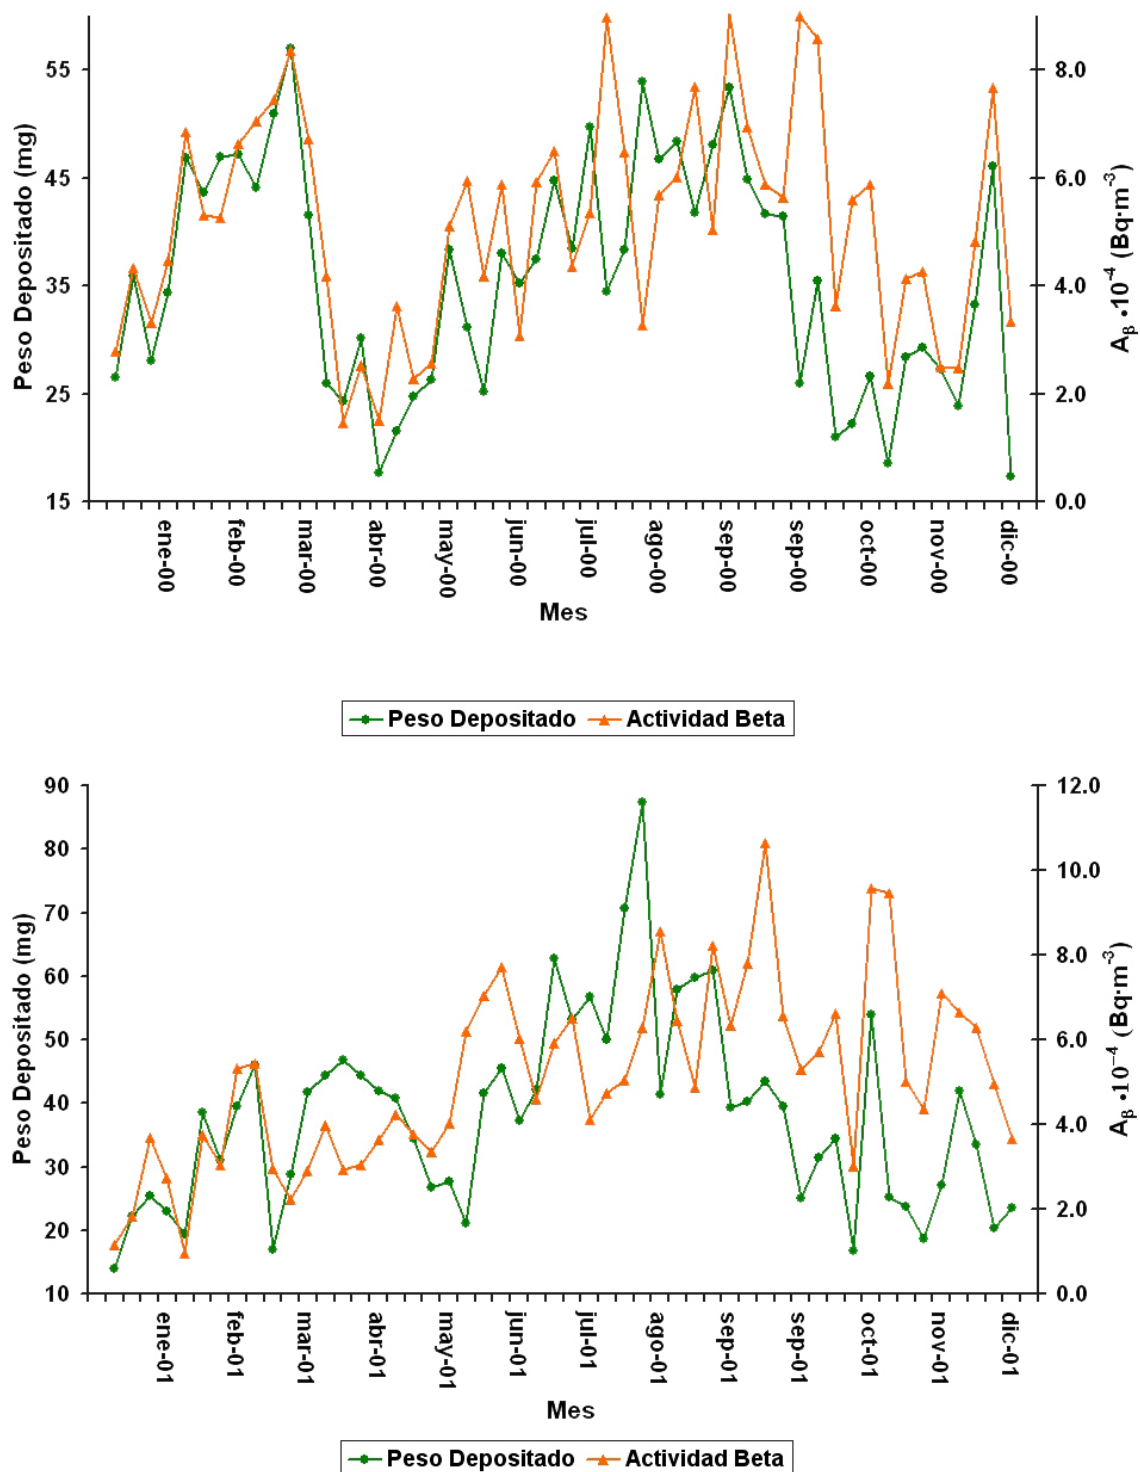 Peso Depositado (mg)
55
45
35
25
15
8.0
6.0
4.0
2.0
0.0
Aβ •10-4 (Bq·m-3)
ene-00
feb-00
mar-00
abr-00
may-00
jun-00
jul-00
ago-00
sep-00
sep-00
oct-00
nov-00
dic-00
Mes
Peso Depositado Actividad Beta
Peso Depositado (mg)
90
80
70
60
50
40
30
20
10
12.0
10.0
8.0
6.0
4.0
2.0
0.0
Aβ •10−4 (Bq·m-3)
ene-01
feb-01
mar-01
abr-01
may-01
jun-01
jul-01
ago-01
sep-01
sep-01
oct-01
nov-01
dic-01
Mes
Peso Depositado Actividad Beta